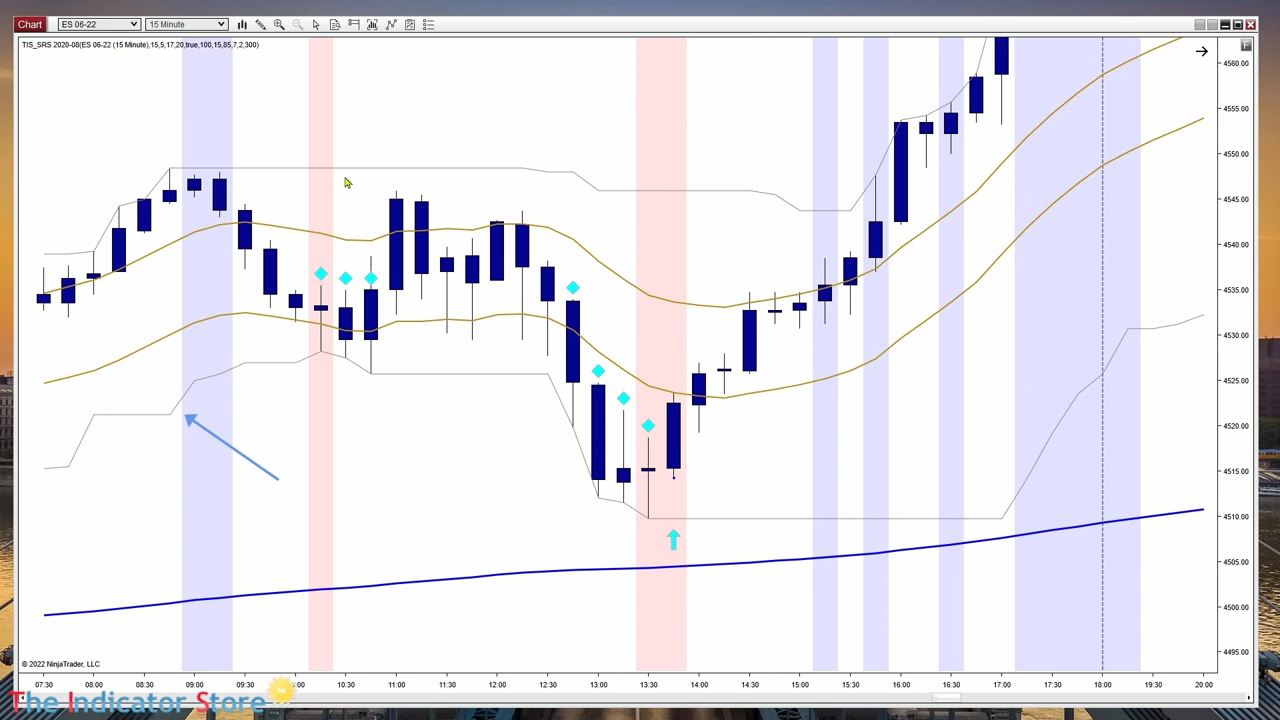 Chart ES 06-22 15 Minute
TIS_SRS 2020-08(ES 06-22 (15 Minute),15,5,17,20,true,100,15,85,7,2,300)
F
4560.00
4555.00
4550.00
4545.00
4540.00
4535.00
4530.00
4525.00
4520.00
4515.00
4510.00
4505.00
4500.00
4495.00
© 2022 NinjaTrader, LLC
07:30 08:00 08:30 09:00 09:30 10:30 11:00 11:30 12:00 12:30 13:00 13:30 14:00 14:30 15:00 15:30 16:00 16:30 17:00 17:30 18:00 19:30 20:00
The Indicator Store